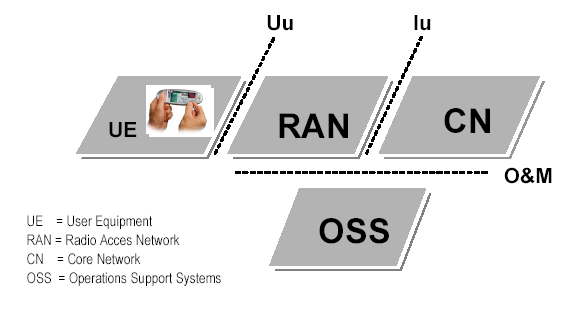 Uu
Iu
UE
RAN
CN
O&M
OSS
UE = User Equipment
RAN = Radio Acces Network
CN = Core Network
OSS = Operations Support Systems